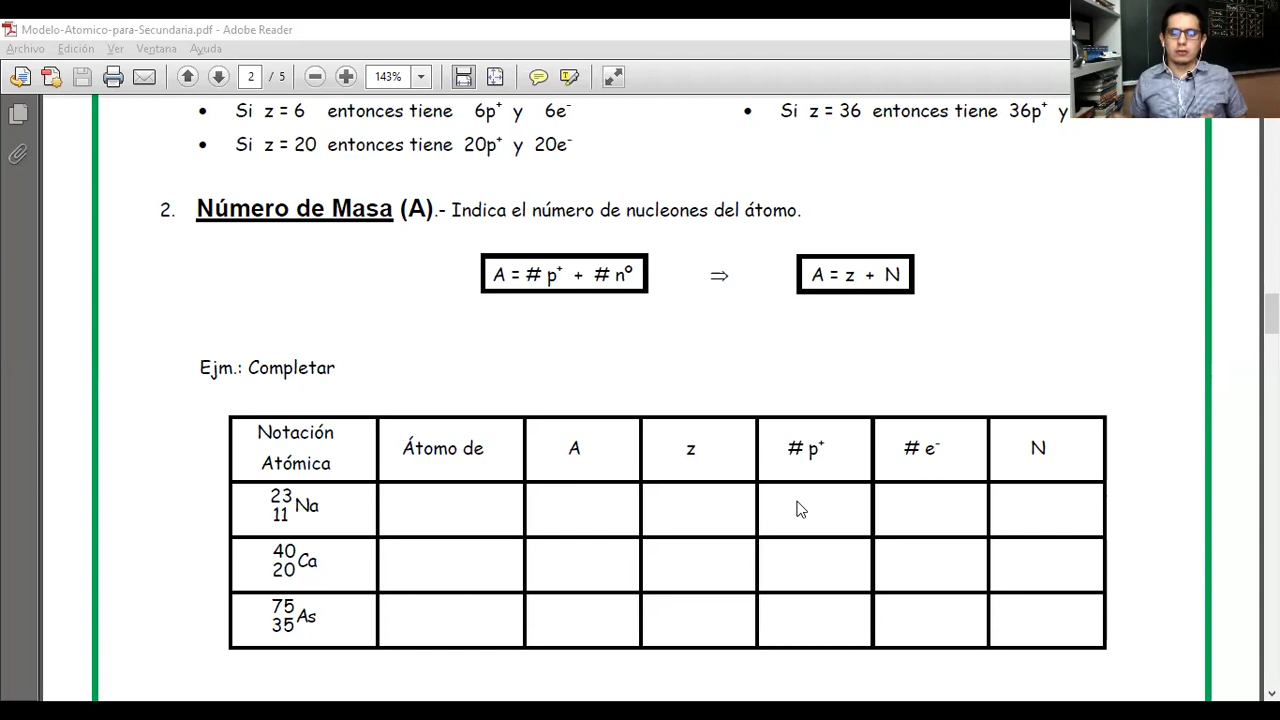 Modelo-Atomico-para-Secundaria.pdf - Adobe Reader
Archivo Edición Ver Ventana Ayuda
2 / 5 143%
• Si z = 6 entonces tiene 6p⁺ y 6e⁻ • Si z = 36 entonces tiene 36p⁺ y
• Si z = 20 entonces tiene 20p⁺ y 20e⁻
2. Número de Masa (A).- Indica el número de nucleones del átomo.
A = # p⁺ + # n° ⇒ A = z + N
Ejm.: Completar
Notación Atómica Átomo de A z # p⁺ # e⁻ N
23 11 Na
40 20 Ca
75 35 As